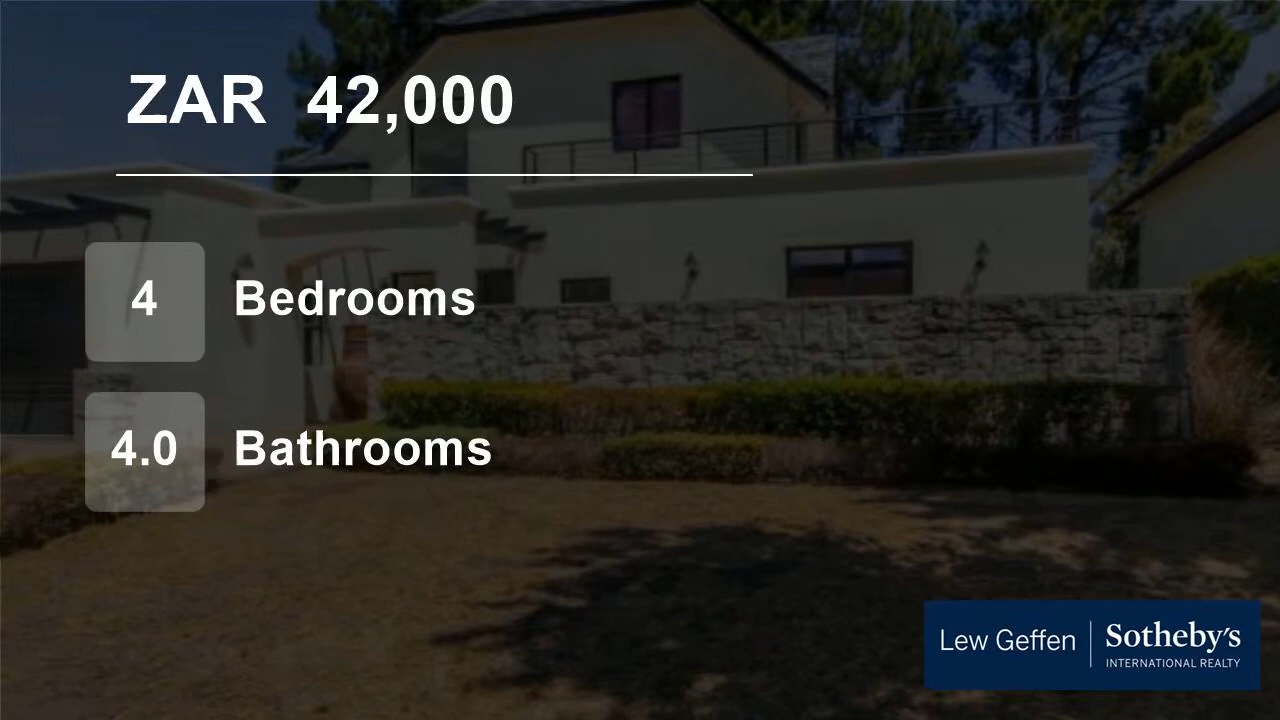 ZAR 42,000
4 Bedrooms
4.0 Bathrooms
Lew Geffen | Sotheby's
INTERNATIONAL REALTY